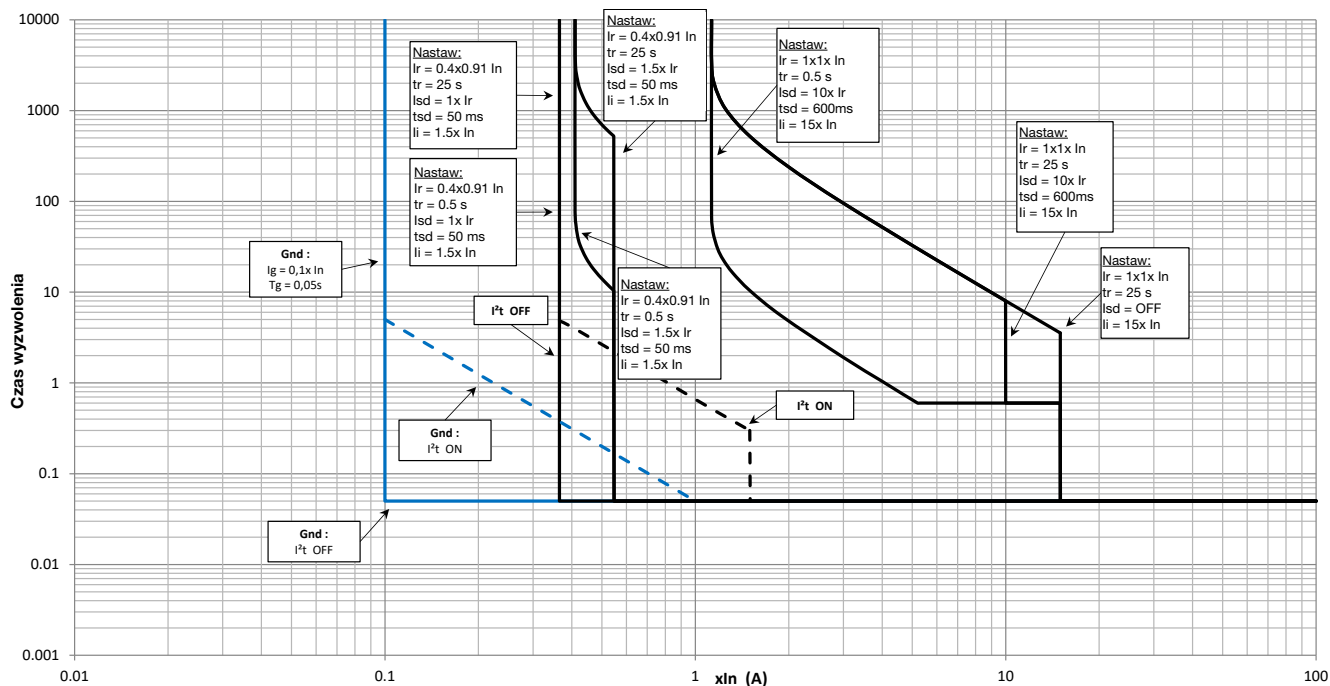 Czas wyzwolenia
10000
1000
100
10
1
0.1
0.01
0.001
0.01
0.1
1
10
100
xIn (A)
Nastaw:
Ir = 0.4x0.91 In
tr = 25 s
Isd = 1x Ir
tsd = 50 ms
Ii = 1.5x In
Nastaw:
Ir = 0.4x0.91 In
tr = 0.5 s
Isd = 1x Ir
tsd = 50 ms
Ii = 1.5x In
Nastaw:
Ir = 0.4x0.91 In
tr = 25 s
Isd = 1.5x Ir
tsd = 50 ms
Ii = 1.5x In
Nastaw:
Ir = 1x1x In
tr = 0.5 s
Isd = 10x Ir
tsd = 600ms
Ii = 15x In
Nastaw:
Ir = 1x1x In
tr = 25 s
Isd = 10x Ir
tsd = 600ms
Ii = 15x In
Nastaw:
Ir = 1x1x In
tr = 25 s
Isd = OFF
Ii = 15x In
Nastaw:
Ir = 0.4x0.91 In
tr = 0.5 s
Isd = 1.5x Ir
tsd = 50 ms
Ii = 1.5x In
Gnd :
Ig = 0,1x In
Tg = 0,05s
I²t OFF
I²t ON
Gnd :
I²t ON
Gnd :
I²t OFF